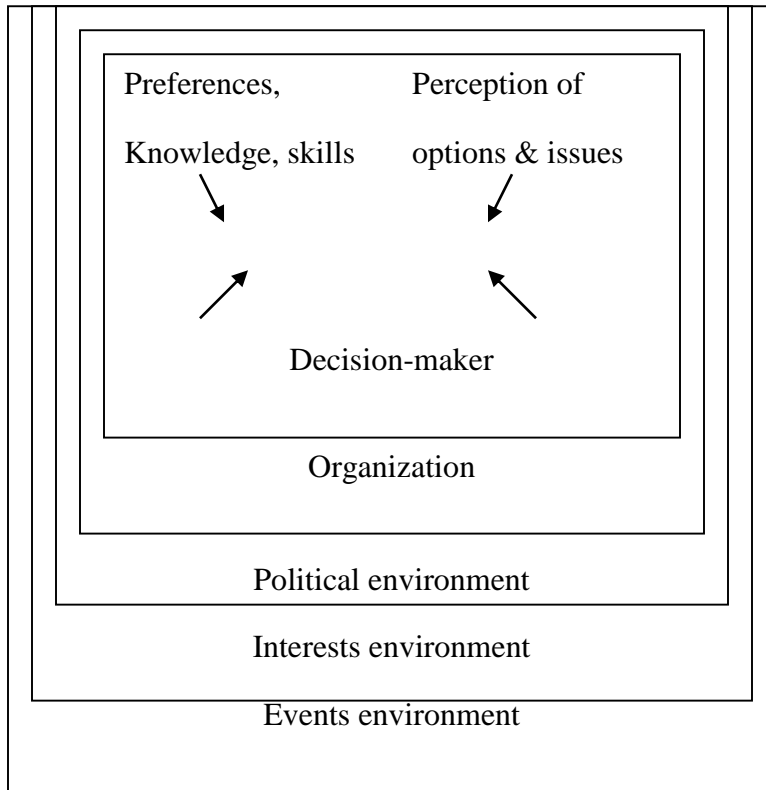 Preferences,
Perception of
Knowledge, skills
options & issues
Decision-maker
Organization
Political environment
Interests environment
Events environment